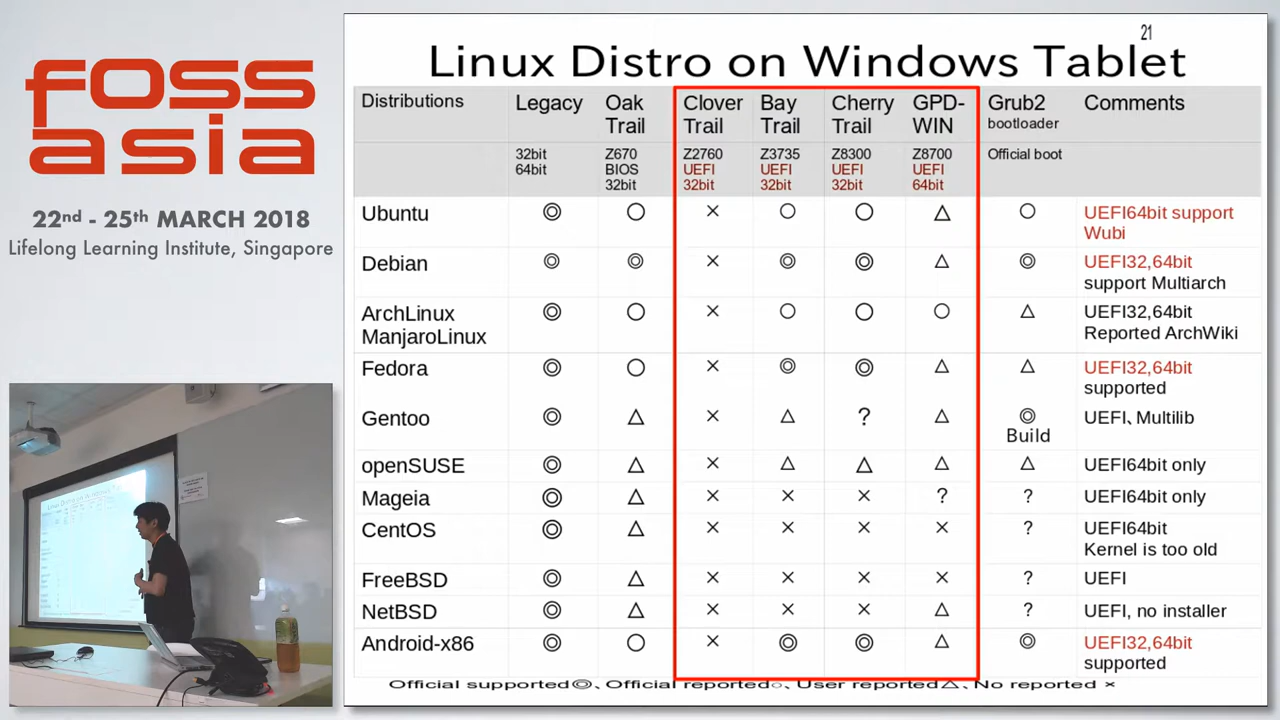 foss
asia
22nd - 25th MARCH 2018
Lifelong Learning Institute, Singapore
21
Linux Distro on Windows Tablet
Distributions Legacy Oak Trail Clover Trail Bay Trail Cherry Trail GPD-WIN Grub2 bootloader Comments
32bit 64bit Z670 BIOS 32bit Z2760 UEFI 32bit Z3735 UEFI 32bit Z8300 UEFI 32bit Z8700 UEFI 64bit Official boot
Ubuntu ◎ ○ × ○ ○ △ ○ UEFI64bit support Wubi
Debian ◎ ◎ × ◎ ◎ △ ◎ UEFI32,64bit support Multiarch
ArchLinux ManjaroLinux ◎ ○ × ○ ○ ○ △ UEFI32,64bit Reported ArchWiki
Fedora ◎ ○ × ◎ ◎ △ △ UEFI32,64bit supported
Gentoo ◎ △ × △ ? △ ◎ Build UEFI、Multilib
openSUSE ◎ △ × △ △ △ △ UEFI64bit only
Mageia ◎ △ × × × ? ? UEFI64bit only
CentOS ◎ △ × × × × ? UEFI64bit Kernel is too old
FreeBSD ◎ △ × × × × ? UEFI
NetBSD ◎ △ × × × △ ? UEFI, no installer
Android-x86 ◎ ○ × ◎ ◎ △ ◎ UEFI32,64bit supported
Official supported◎、Official reported○、User reported△、No reported ×
Linux Distro on Windows